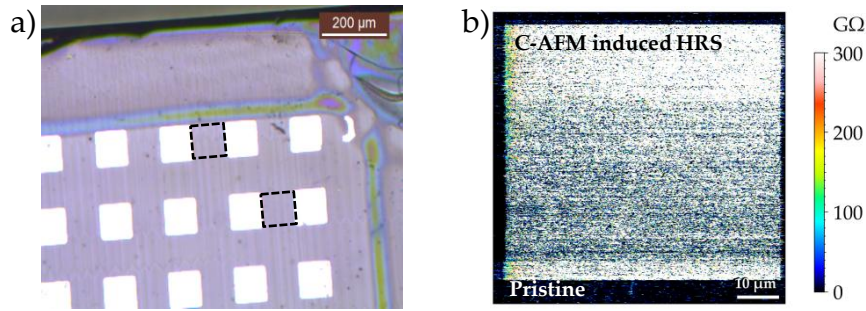 a)
200 µm
b)
C-AFM induced HRS
Pristine
10 µm
GΩ
300
200
100
0